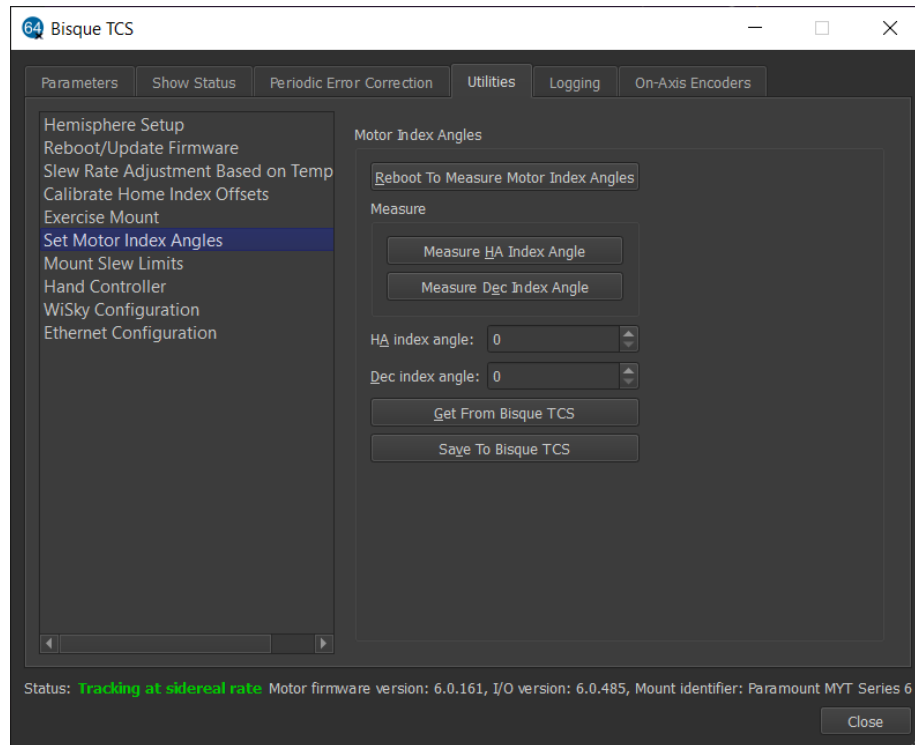 64 Bisque TCS
Parameters Show Status Periodic Error Correction Utilities Logging On-Axis Encoders
Hemisphere Setup
Reboot/Update Firmware
Slew Rate Adjustment Based on Temp
Calibrate Home Index Offsets
Exercise Mount
Set Motor Index Angles
Mount Slew Limits
Hand Controller
WiSky Configuration
Ethernet Configuration
Motor Index Angles
Reboot To Measure Motor Index Angles
Measure
Measure HA Index Angle
Measure Dec Index Angle
HA index angle: 0
Dec index angle: 0
Get From Bisque TCS
Save To Bisque TCS
Status: Tracking at sidereal rate Motor firmware version: 6.0.161, I/O version: 6.0.485, Mount identifier: Paramount MYT Series 6
Close